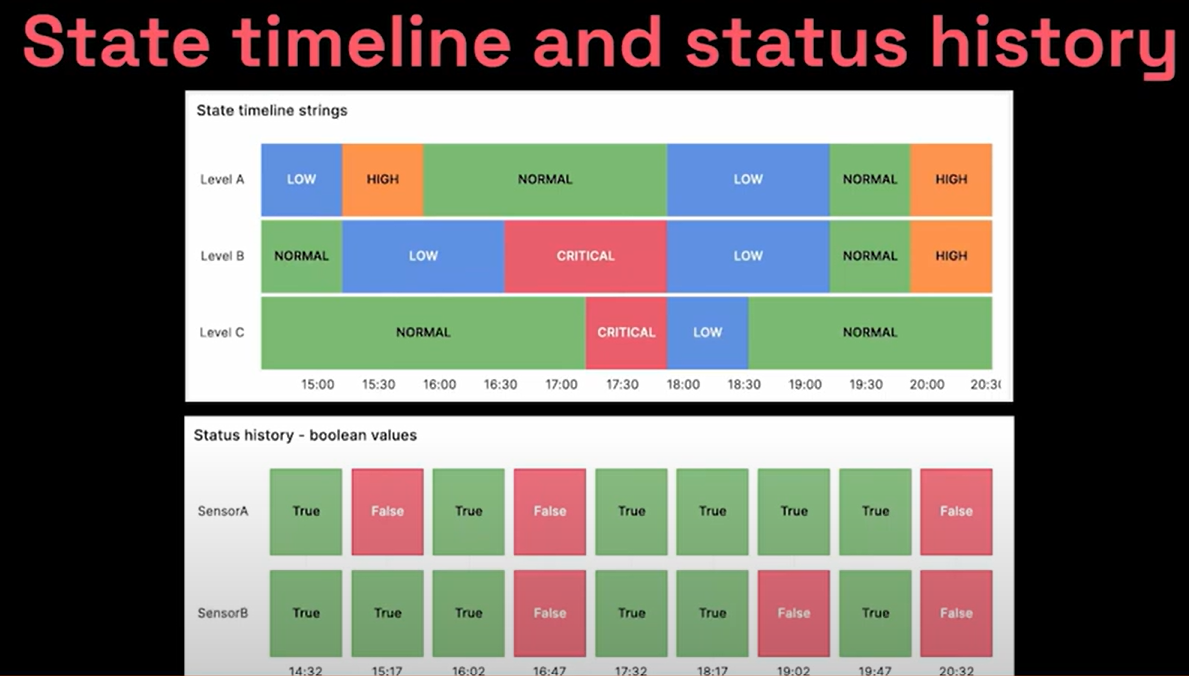 State timeline and status history
State timeline strings
Level A LOW HIGH NORMAL LOW NORMAL HIGH
Level B NORMAL LOW CRITICAL LOW NORMAL HIGH
Level C NORMAL CRITICAL LOW NORMAL
15:00 15:30 16:00 16:30 17:00 17:30 18:00 18:30 19:00 19:30 20:00
Status history - boolean values
SensorA True False True False True True True True False
SensorB True True True False True True False True False
14:32 15:17 16:02 16:47 17:32 18:17 19:02 19:47 20:32